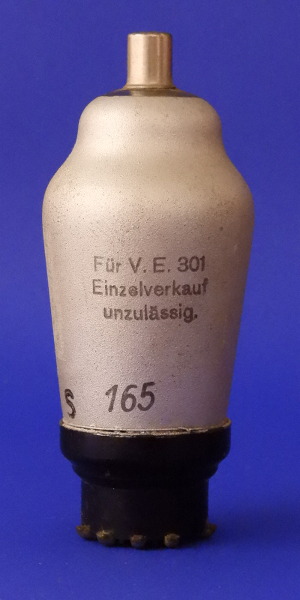 Für V. E. 301
Einzelverkauf
unzulässig.
S 165